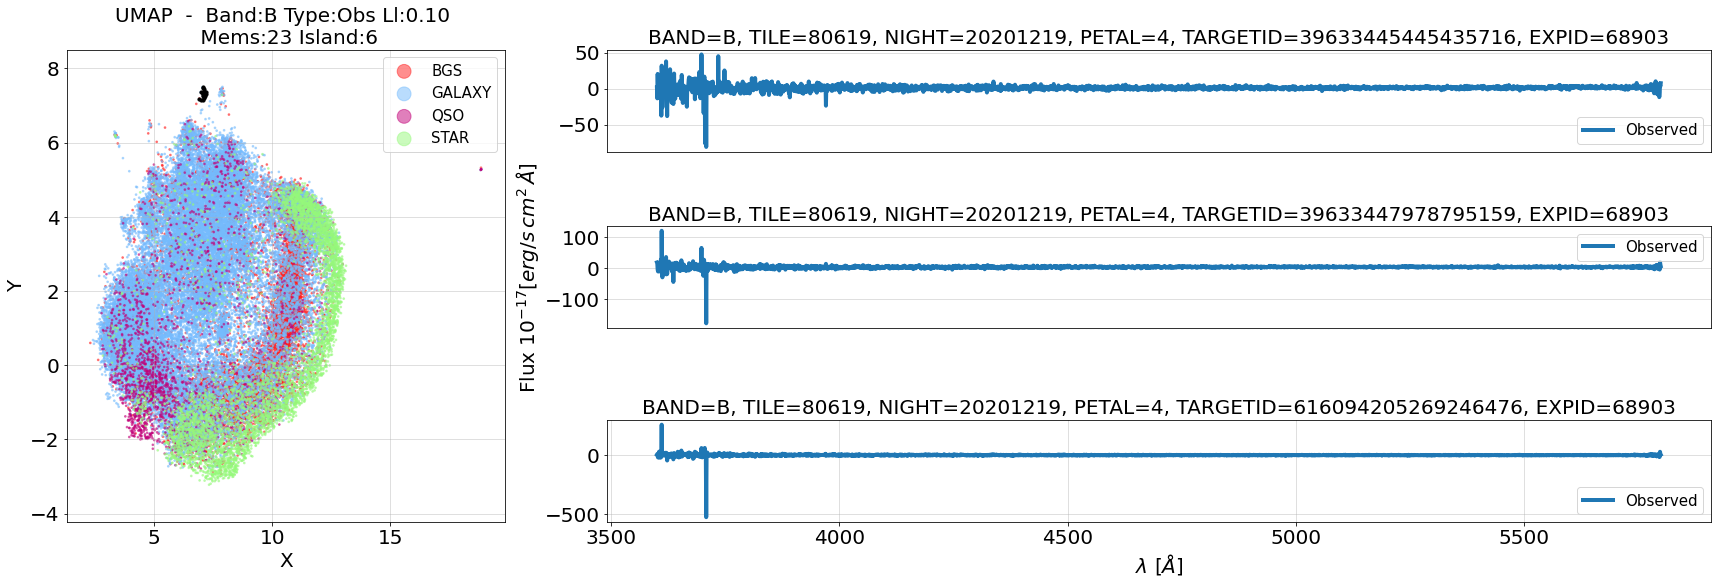 UMAP - Band:B Type:Obs Ll:0.10
Mems:23 Island:6
8
6
4
2
0
−2
−4
Y
5
10
15
X
BGS
GALAXY
QSO
STAR
Flux 10⁻¹⁷[erg/s cm² Å]
BAND=B, TILE=80619, NIGHT=20201219, PETAL=4, TARGETID=39633445445435716, EXPID=68903
50
0
−50
Observed
BAND=B, TILE=80619, NIGHT=20201219, PETAL=4, TARGETID=39633447978795159, EXPID=68903
100
0
−100
Observed
BAND=B, TILE=80619, NIGHT=20201219, PETAL=4, TARGETID=616094205269246476, EXPID=68903
0
−500
Observed
3500
4000
4500
5000
5500
λ [Å]